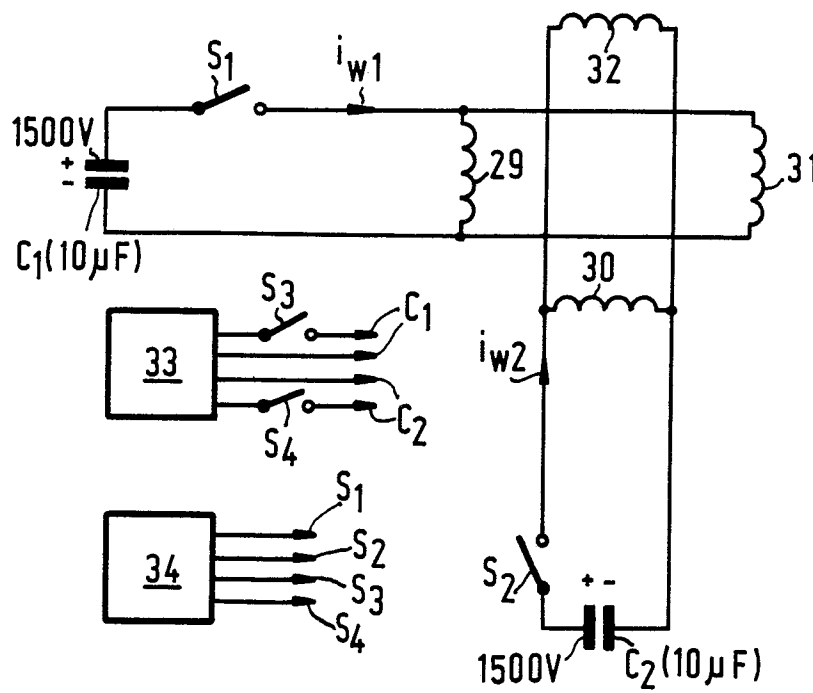 32
S1
iw1
1500V
+
-
29
31
C1(10µF)
30
S3
C1
33
iw2
C2
S4
S1
S2
34
S3
S4
S2
+ -
1500V
C2(10µF)